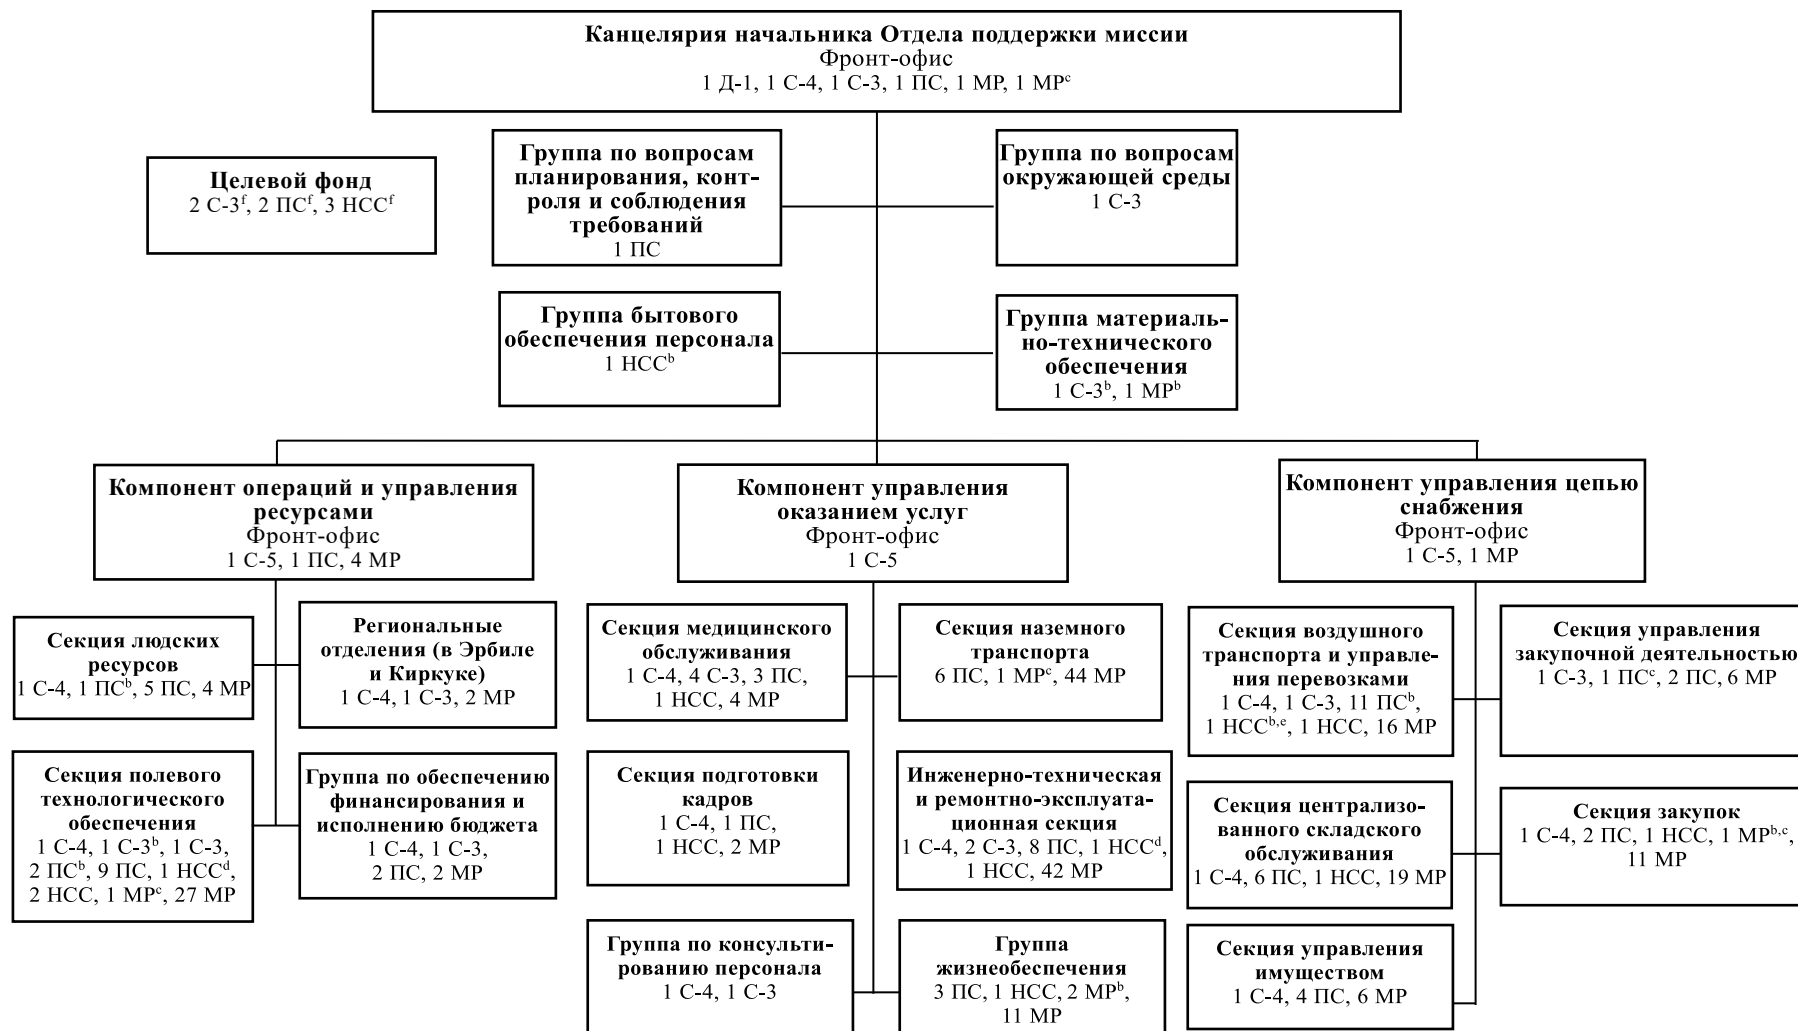 Канцелярия начальника Отдела поддержки миссии
Фронт-офис
1 Д-1, 1 С-4, 1 С-3, 1 ПС, 1 МР, 1 МРᶜ
Целевой фонд
2 С-3ᶠ, 2 ПСᶠ, 3 НССᶠ
Группа по вопросам
планирования, конт-
роля и соблюдения
требований
1 ПС
Группа по вопросам
окружающей среды
1 С-3
Группа бытового
обеспечения персонала
1 НССᵇ
Группа материаль-
но-технического
обеспечения
1 С-3ᵇ, 1 МРᵇ
Компонент операций и управления
ресурсами
Фронт-офис
1 С-5, 1 ПС, 4 МР
Компонент управления
оказанием услуг
Фронт-офис
1 С-5
Компонент управления цепью
снабжения
Фронт-офис
1 С-5, 1 МР
Секция людских
ресурсов
1 С-4, 1 ПСᵇ, 5 ПС, 4 МР
Региональные
отделения (в Эрбиле
и Киркуке)
1 С-4, 1 С-3, 2 МР
Секция медицинского
обслуживания
1 С-4, 4 С-3, 3 ПС,
1 НСС, 4 МР
Секция наземного
транспорта
6 ПС, 1 МРᶜ, 44 МР
Секция воздушного
транспорта и управле-
ния перевозками
1 С-4, 1 С-3, 11 ПСᵇ,
1 НССᵇ,ᵉ, 1 НСС, 16 МР
Секция управления
закупочной деятельностью
1 С-3, 1 ПСᶜ, 2 ПС, 6 МР
Секция полевого
технологического
обеспечения
1 С-4, 1 С-3ᵇ, 1 С-3,
2 ПСᵇ, 9 ПС, 1 НССᵈ,
2 НСС, 1 МРᶜ, 27 МР
Группа по обеспечению
финансирования и
исполнению бюджета
1 С-4, 1 С-3,
2 ПС, 2 МР
Секция подготовки
кадров
1 С-4, 1 ПС,
1 НСС, 2 МР
Инженерно-техническая
и ремонтно-эксплуата-
ционная секция
1 С-4, 2 С-3, 8 ПС, 1 НССᵈ,
1 НСС, 42 МР
Секция централизо-
ванного складского
обслуживания
1 С-4, 6 ПС, 1 НСС, 19 МР
Секция закупок
1 С-4, 2 ПС, 1 НСС, 1 МРᵇ,ᶜ,
11 МР
Группа по консульти-
рованию персонала
1 С-4, 1 С-3
Группа
жизнеобеспечения
3 ПС, 1 НСС, 2 МРᵇ,
11 МР
Секция управления
имуществом
1 С-4, 4 ПС, 6 МР